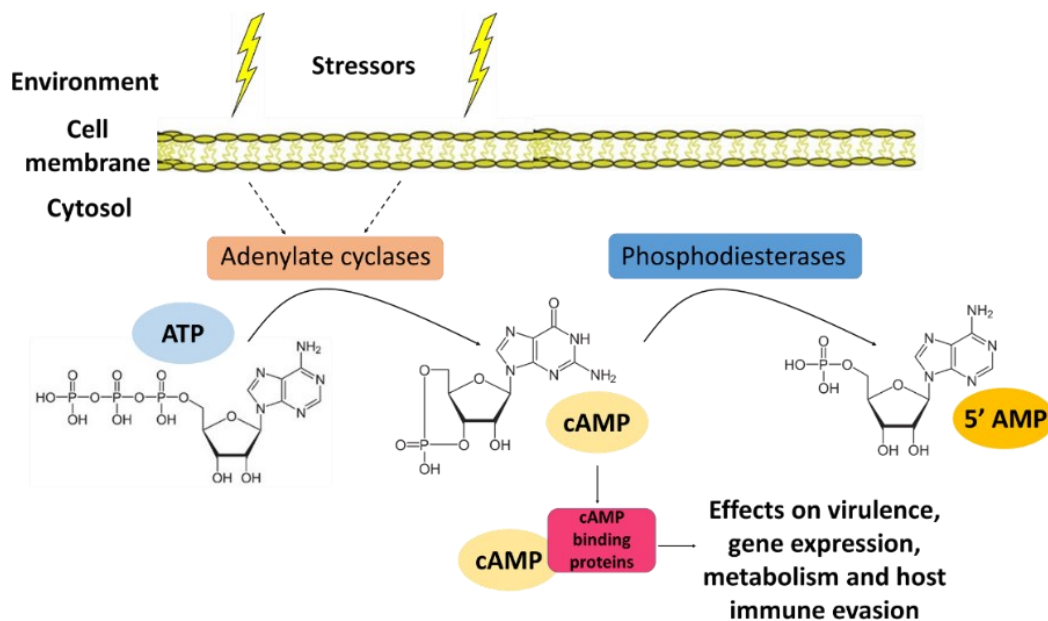 Stressors
Environment
Cell
membrane
Cytosol
Adenylate cyclases
Phosphodiesterases
ATP
NH₂
N
N
N
N
O
O
O
HO-P-O-P-O-P-O
OH
OH
OH
O
OH
OH
O
N
NH
N
N
NH₂
O
O
O=P-O
OH
OH
cAMP
NH₂
N
N
N
N
O
HO-P-O
OH
O
OH
OH
5' AMP
cAMP
cAMP
binding
proteins
Effects on virulence,
gene expression,
metabolism and host
immune evasion